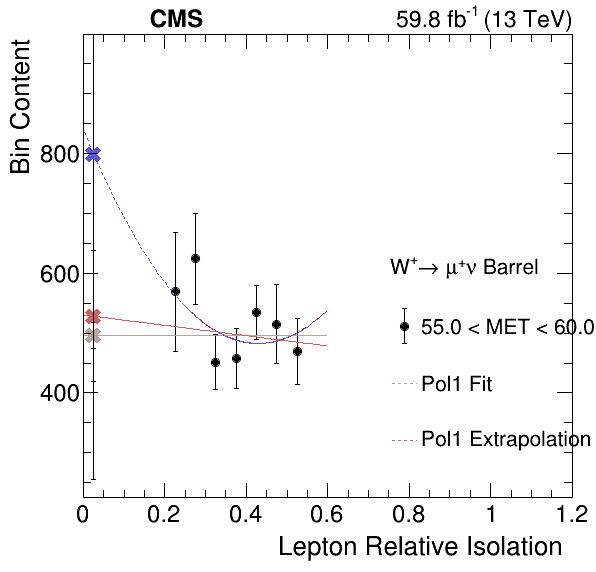 CMS
59.8 fb⁻¹ (13 TeV)
Bin Content
800
600
400
W⁺→ μ⁺ν Barrel
55.0 < MET < 60.0
Pol1 Fit
Pol1 Extrapolation
0 0.2 0.4 0.6 0.8 1 1.2
Lepton Relative Isolation